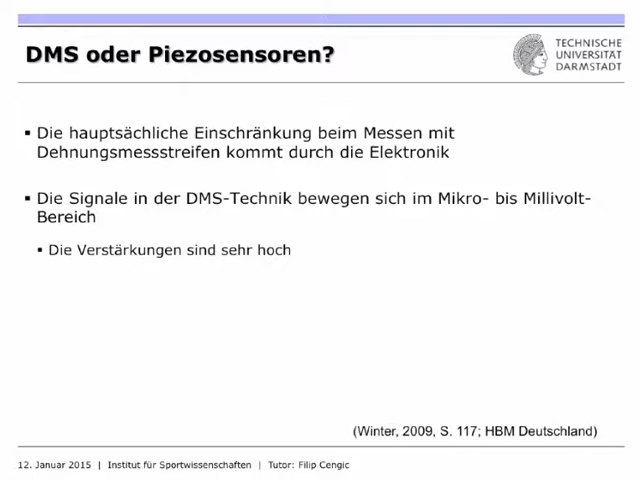 DMS oder Piezosensoren?
TECHNISCHE
UNIVERSITÄT
DARMSTADT
▪ Die hauptsächliche Einschränkung beim Messen mit
Dehnungsmessstreifen kommt durch die Elektronik
▪ Die Signale in der DMS-Technik bewegen sich im Mikro- bis Millivolt-
Bereich
▪ Die Verstärkungen sind sehr hoch
(Winter, 2009, S. 117; HBM Deutschland)
12. Januar 2015 | Institut für Sportwissenschaften | Tutor: Filip Cengic